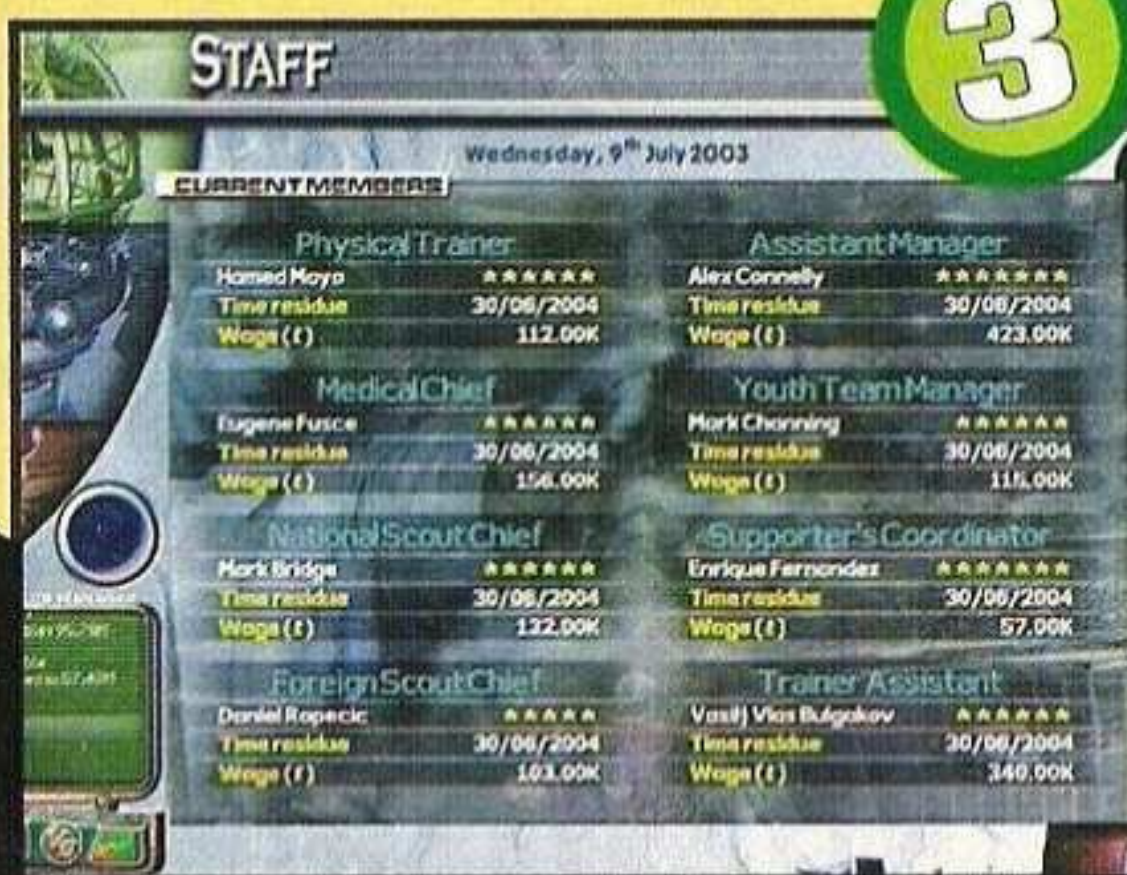 3
STAFF
Wednesday, 9th July 2003
CURRENT MEMBERS
Physical Trainer
Hamed Moyo ★★★★★★
Time residue 30/06/2004
Wage (£) 112.00K
Medical Chief
Eugene Fusce ★★★★★★
Time residue 30/06/2004
Wage (£) 156.00K
National Scout Chief
Mark Bridge ★★★★★★
Time residue 30/06/2004
Wage (£) 132.00K
Foreign Scout Chief
Daniel Ropecic ★★★★★
Time residue 30/06/2004
Wage (£) 103.00K
Assistant Manager
Alex Connelly ★★★★★★★
Time residue 30/06/2004
Wage (£) 423.00K
Youth Team Manager
Mark Channing ★★★★★★
Time residue 30/06/2004
Wage (£) 115.00K
Supporter's Coordinator
Enrique Fernandez ★★★★★★★
Time residue 30/06/2004
Wage (£) 57.00K
Trainer Assistant
Vasilj Vlas Bulgakov ★★★★★★
Time residue 30/06/2004
Wage (£) 340.00K